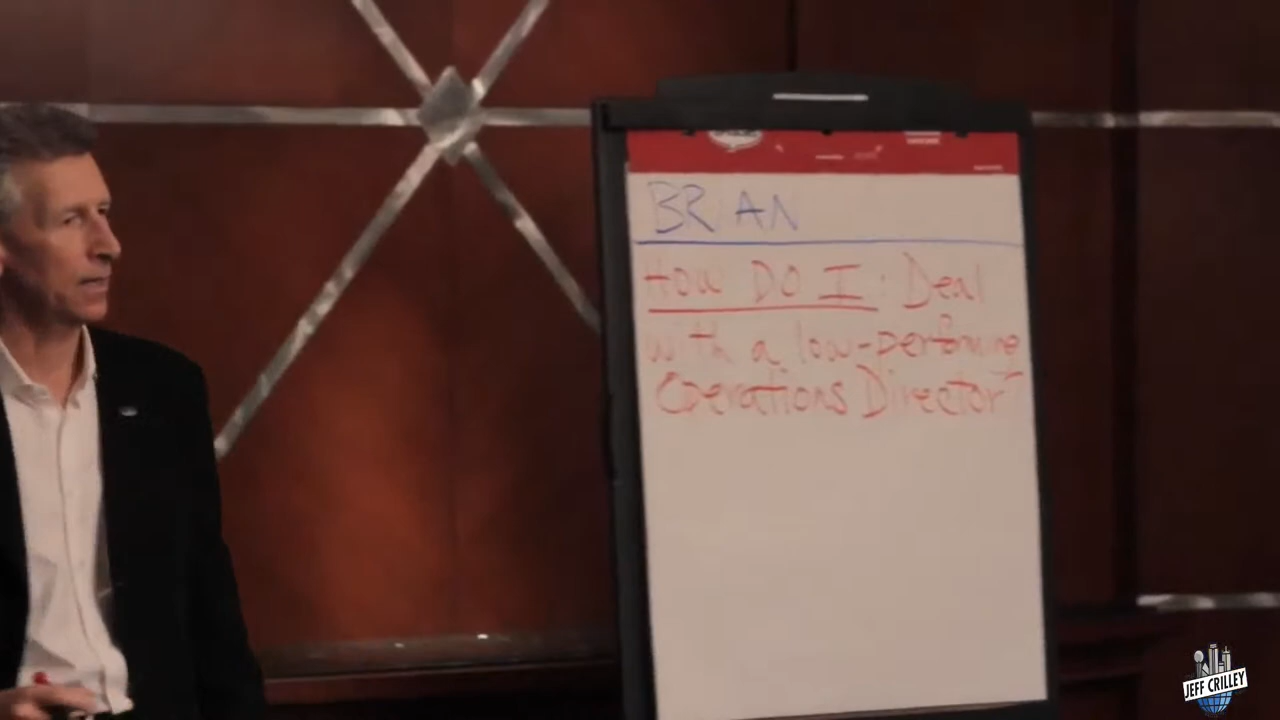 BRIAN
HOW DO I: Deal
with a low-performing
Operations Director
JEFF CRILLEY